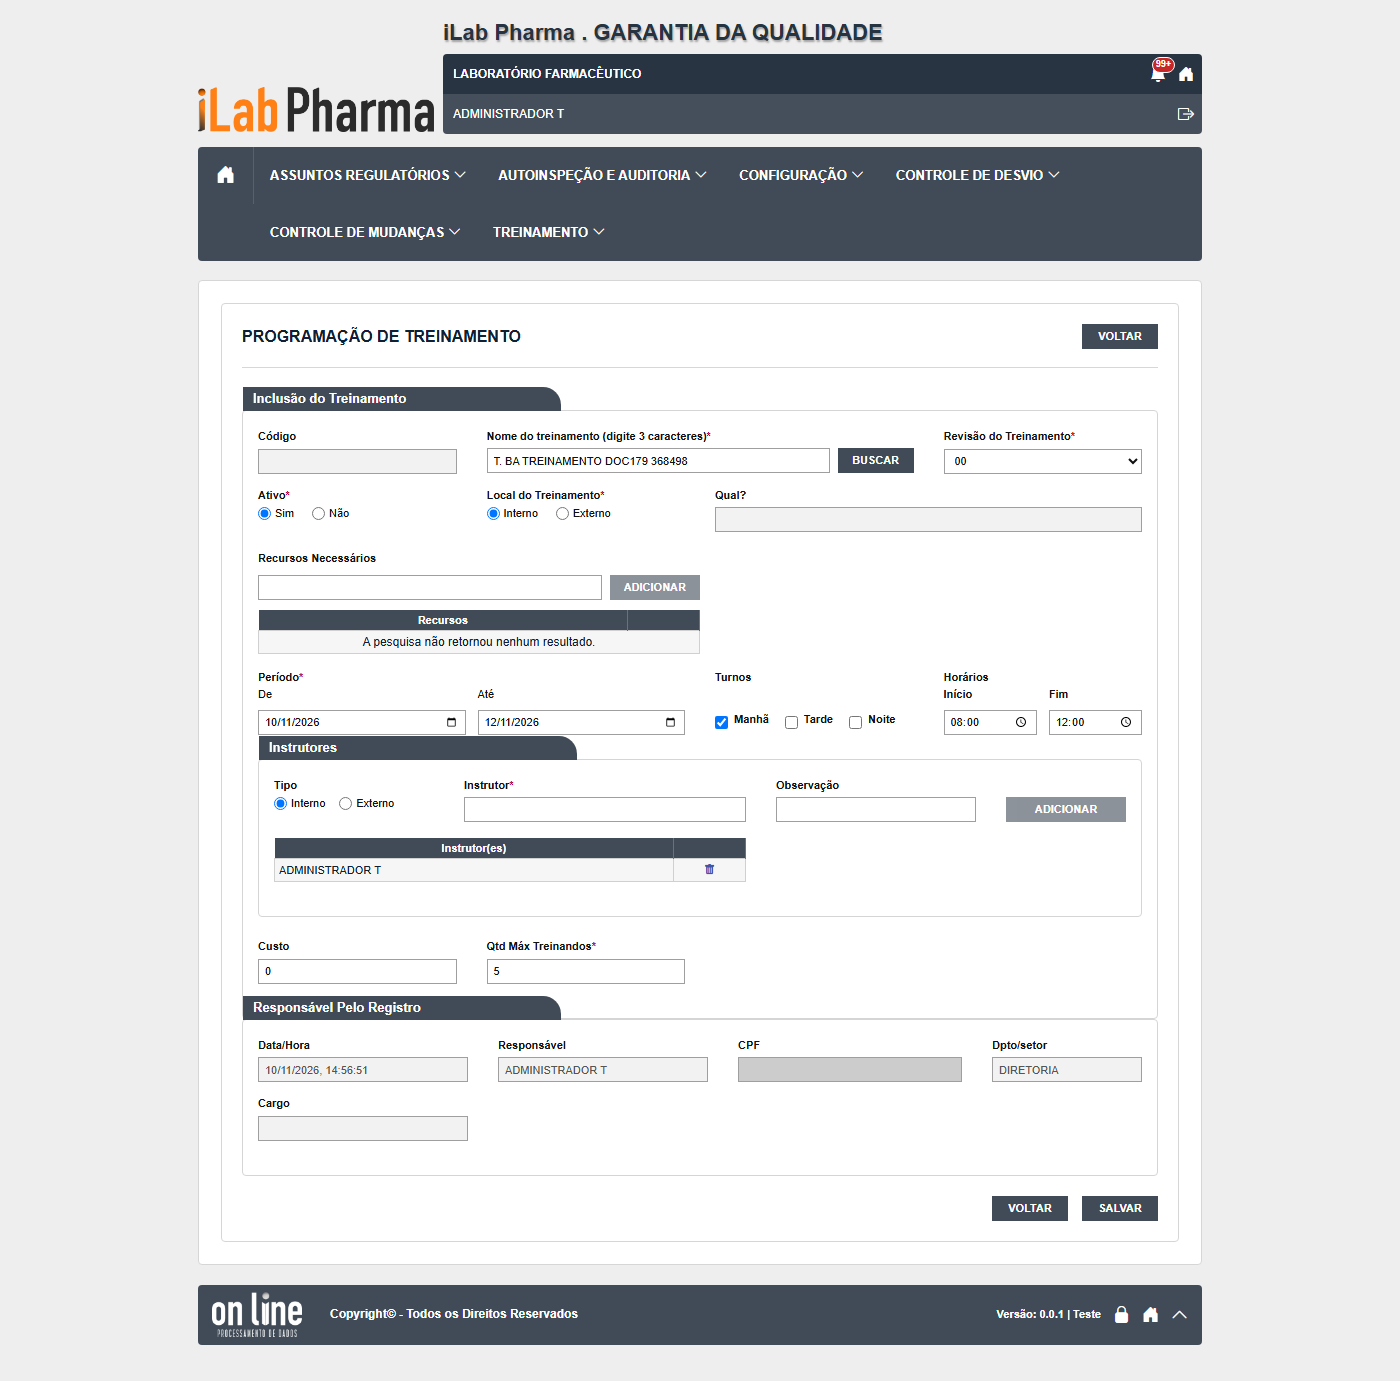 iLab Pharma . GARANTIA DA QUALIDADE
iLab Pharma
LABORATÓRIO FARMACÊUTICO
99+
ADMINISTRADOR T
ASSUNTOS REGULATÓRIOS
AUTOINSPEÇÃO E AUDITORIA
CONFIGURAÇÃO
CONTROLE DE DESVIO
CONTROLE DE MUDANÇAS
TREINAMENTO
PROGRAMAÇÃO DE TREINAMENTO
VOLTAR
Inclusão do Treinamento
Código
Nome do treinamento (digite 3 caracteres)*
Revisão do Treinamento*
T. BA TREINAMENTO DOC179 368498
BUSCAR
00
Ativo*
Local do Treinamento*
Qual?
Sim
Não
Interno
Externo
Recursos Necessários
ADICIONAR
Recursos
A pesquisa não retornou nenhum resultado.
Período*
Turnos
Horários
De
Até
Início
Fim
10/11/2026
12/11/2026
Manhã
Tarde
Noite
08:00
12:00
Instrutores
Tipo
Instrutor*
Observação
Interno
Externo
ADICIONAR
Instrutor(es)
ADMINISTRADOR T
Custo
Qtd Máx Treinandos*
0
5
Responsável Pelo Registro
Data/Hora
Responsável
CPF
Dpto/setor
10/11/2026, 14:56:51
ADMINISTRADOR T
DIRETORIA
Cargo
VOLTAR
SALVAR
on line
PROCESSAMENTO DE DADOS
Copyright© - Todos os Direitos Reservados
Versão: 0.0.1 | Teste